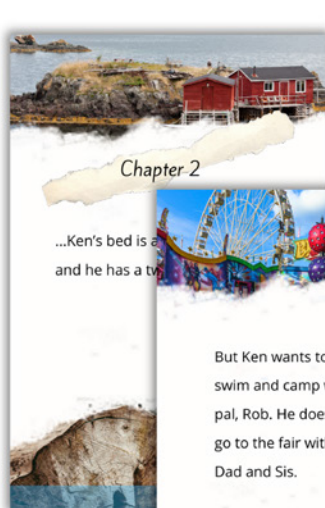 Chapter 2
...Ken's bed is a
and he has a tw
But Ken wants to
swim and camp
pal, Rob. He doe
go to the fair wit
Dad and Sis.